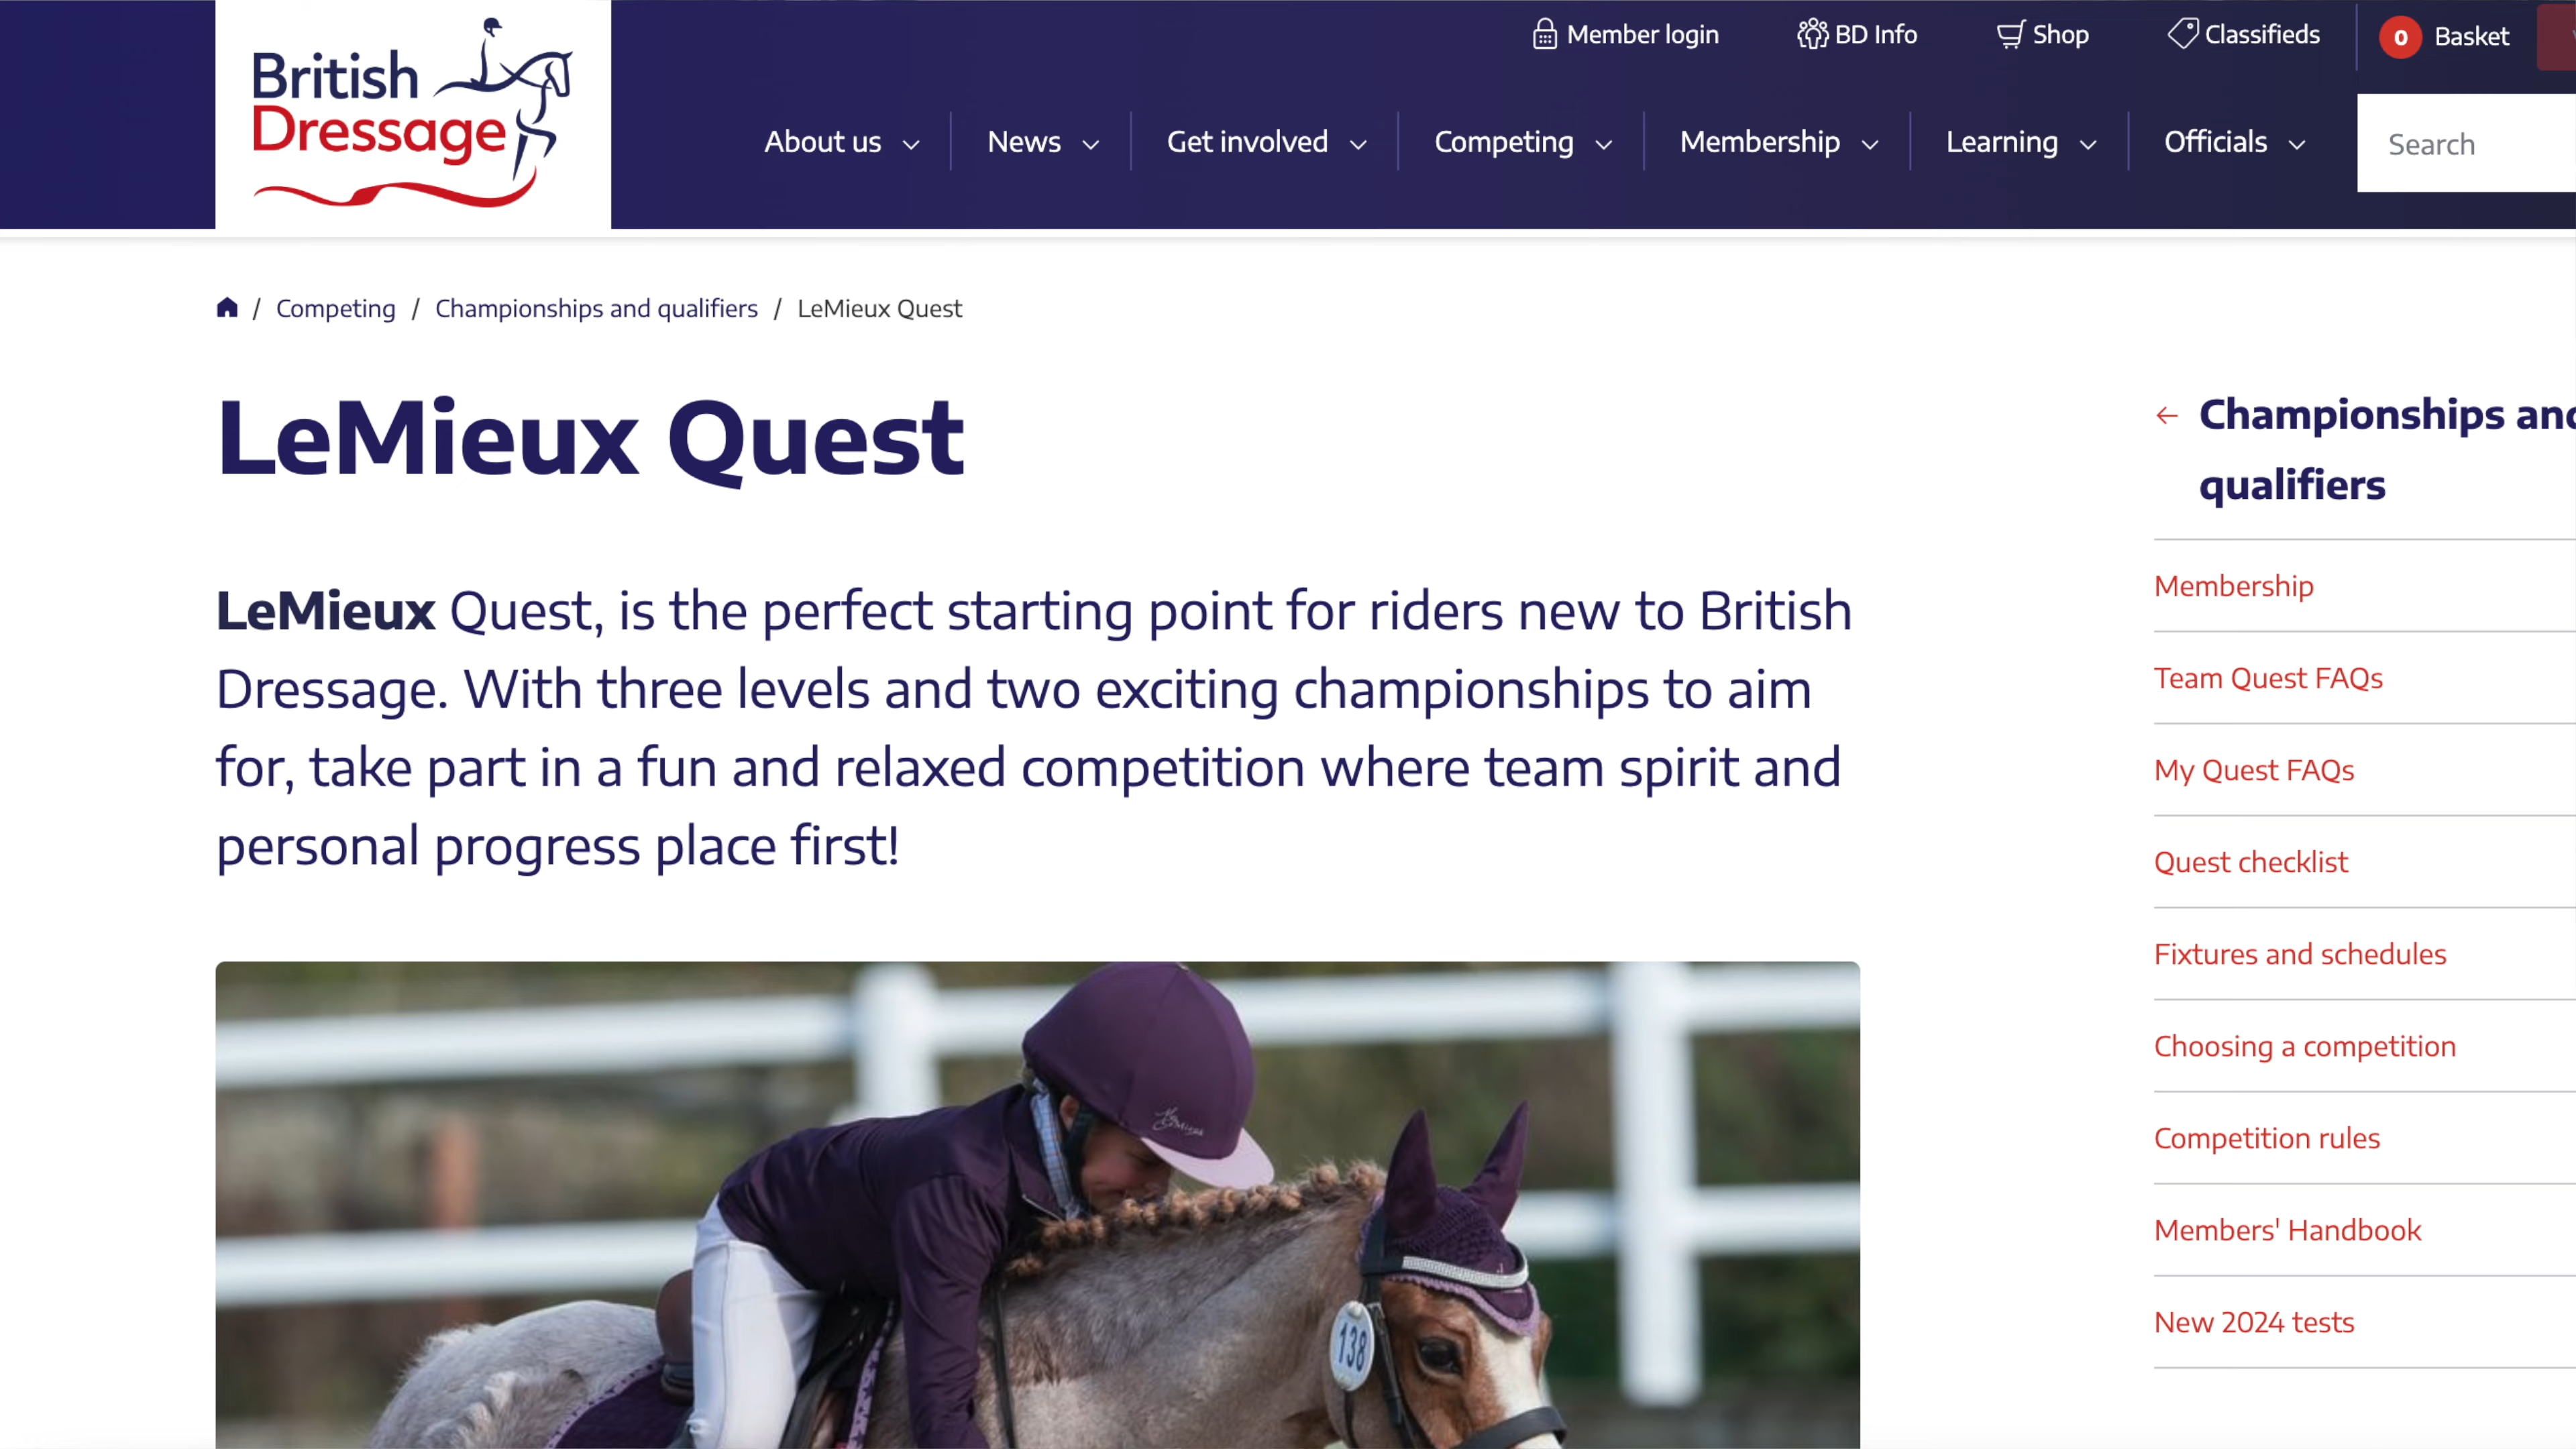 British
Dressage
Member login
BD Info
Shop
Classifieds
0 Basket
About us
News
Get involved
Competing
Membership
Learning
Officials
Search
/ Competing / Championships and qualifiers / LeMieux Quest
LeMieux Quest
LeMieux Quest, is the perfect starting point for riders new to British
Dressage. With three levels and two exciting championships to aim
for, take part in a fun and relaxed competition where team spirit and
personal progress place first!
LeMieux
138
← Championships and
qualifiers
Membership
Team Quest FAQs
My Quest FAQs
Quest checklist
Fixtures and schedules
Choosing a competition
Competition rules
Members' Handbook
New 2024 tests